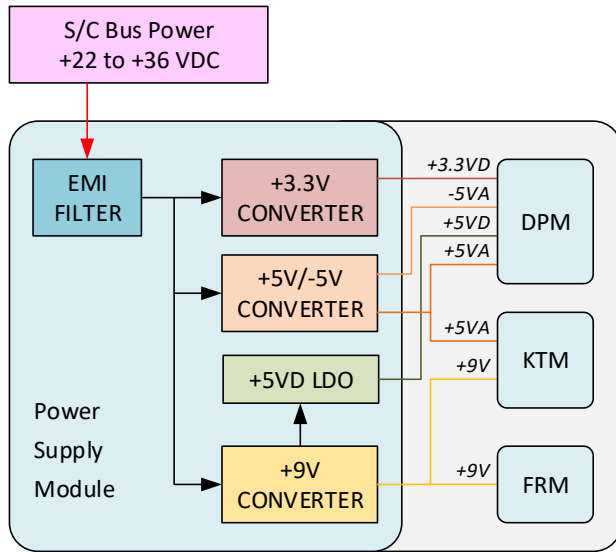 S/C Bus Power
+22 to +36 VDC
EMI
FILTER
+3.3V
CONVERTER
+3.3VD
-5VA
+5VD
+5VA
DPM
+5V/-5V
CONVERTER
+5VA
+9V
KTM
+5VD LDO
Power
Supply
Module
+9V
CONVERTER
+9V
FRM